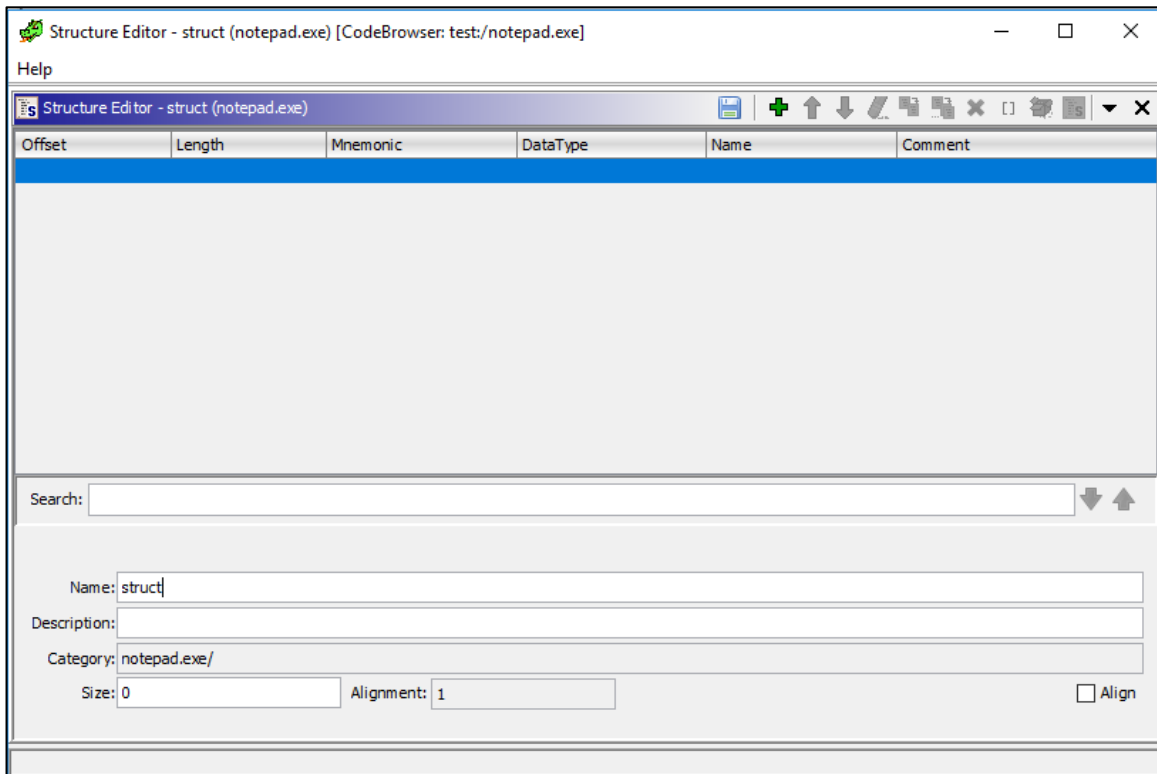 Structure Editor - struct (notepad.exe) [CodeBrowser: test:/notepad.exe]
Help
Structure Editor - struct (notepad.exe)
Offset Length Mnemonic DataType Name Comment
Search:
Name: struct
Description:
Category: notepad.exe/
Size: 0 Alignment: 1 Align